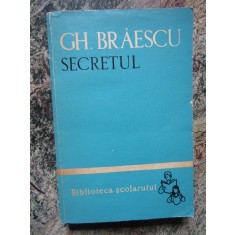 GH. BRĂESCU
SECRETUL
Biblioteca școlarului